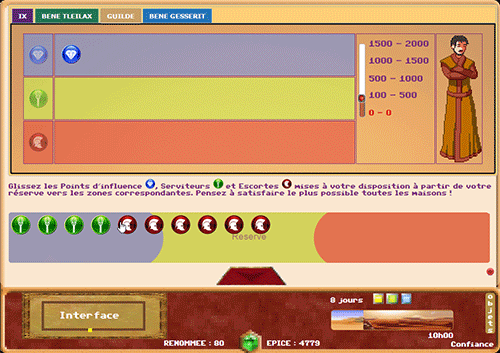 IX
BENE TLEILAX
GUILDE
BENE GESSERIT
1500 - 2000
1000 - 1500
500 - 1000
100 - 500
0 - 0
Glissez les Points d'influence , Serviteurs et Escortes mises à votre disposition à partir de votre
réserve vers les zones correspondantes. Pensez à satisfaire le plus possible toutes les maisons !
Réserve
Interface
8 jours
objets
10h00
RENOMMEE : 80
EPICE : 4779
Confiance